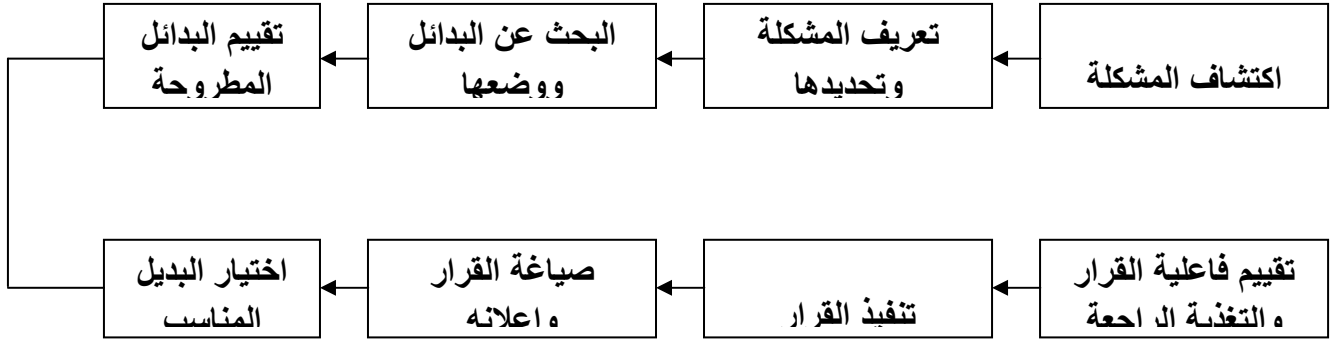 اكتشاف المشكلة
تعريف المشكلة
وتحديدها
البحث عن البدائل
ووضعها
تقييم البدائل
المطروحة
تقييم فاعلية القرار
والتغذية الراجعة
تنفيذ القرار
صياغة القرار
وإعلانه
اختيار البديل
المناسب